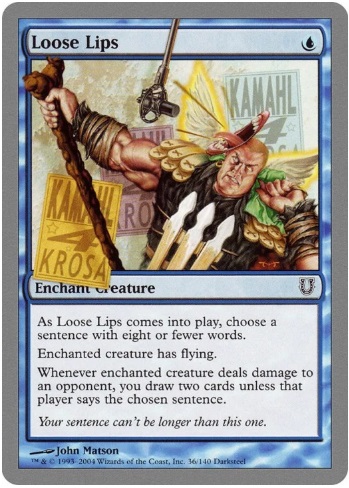 Loose Lips
KAMAHL
4
KROSA
KAMAHL
4
KROSA
Enchant Creature
As Loose Lips comes into play, choose a
sentence with eight or fewer words.
Enchanted creature has flying.
Whenever enchanted creature deals damage to
an opponent, you draw two cards unless that
player says the chosen sentence.
Your sentence can't be longer than this one.
John Matson
™ & © 1993-2004 Wizards of the Coast, Inc. 36/140 Darksteel